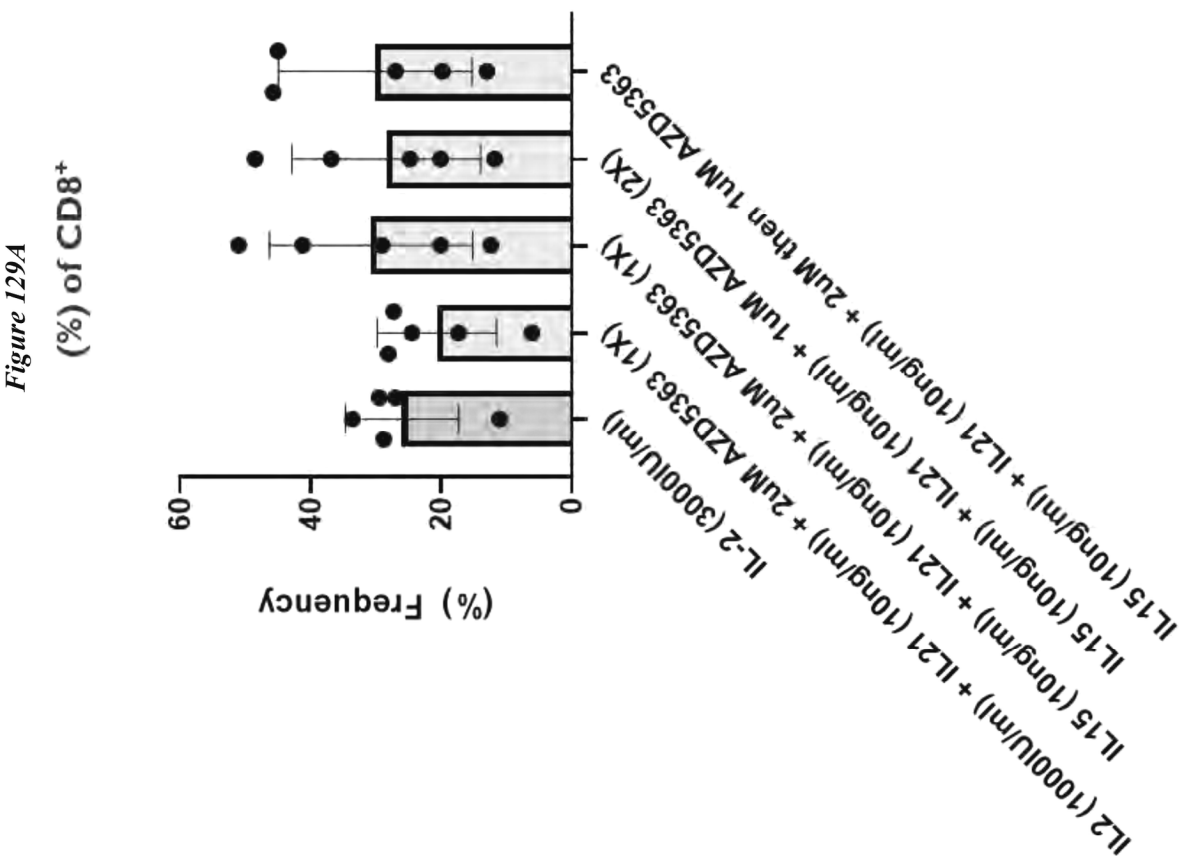 Figure 129A
(%) of CD8⁺
(%) Frequency
60
40
20
0
IL-2 (3000IU/ml)
IL2 (1000IU/ml) + IL21 (10ng/ml) + 2uM AZD5363 (1X)
IL15 (10ng/ml) + IL21 (10ng/ml) + 2uM AZD5363 (1X)
IL15 (10ng/ml) + IL21 (10ng/ml) + 1uM AZD5363 (2X)
IL15 (10ng/ml) + IL21 (10ng/ml) + 2uM then 1uM AZD5363